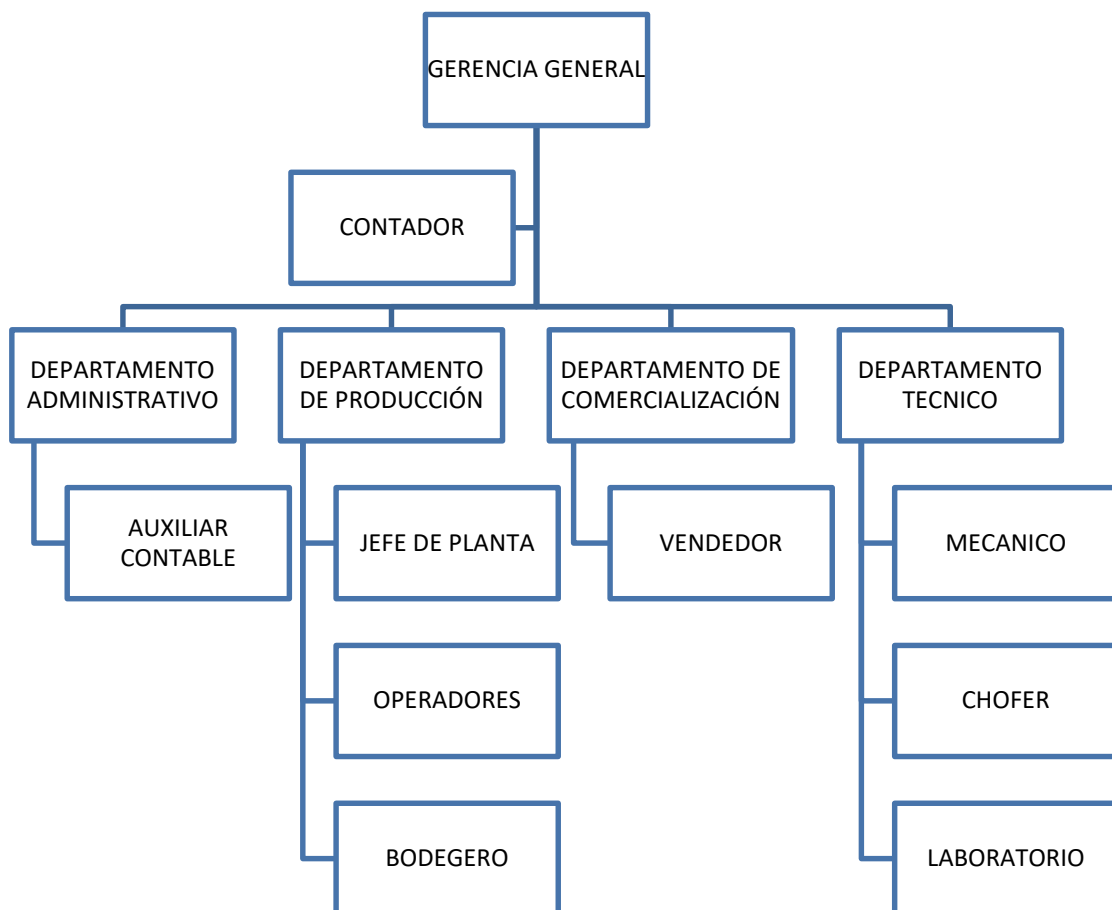 GERENCIA GENERAL
CONTADOR
DEPARTAMENTO
ADMINISTRATIVO
DEPARTAMENTO
DE PRODUCCIÓN
DEPARTAMENTO DE
COMERCIALIZACIÓN
DEPARTAMENTO
TECNICO
AUXILIAR
CONTABLE
JEFE DE PLANTA
VENDEDOR
MECANICO
OPERADORES
CHOFER
BODEGERO
LABORATORIO